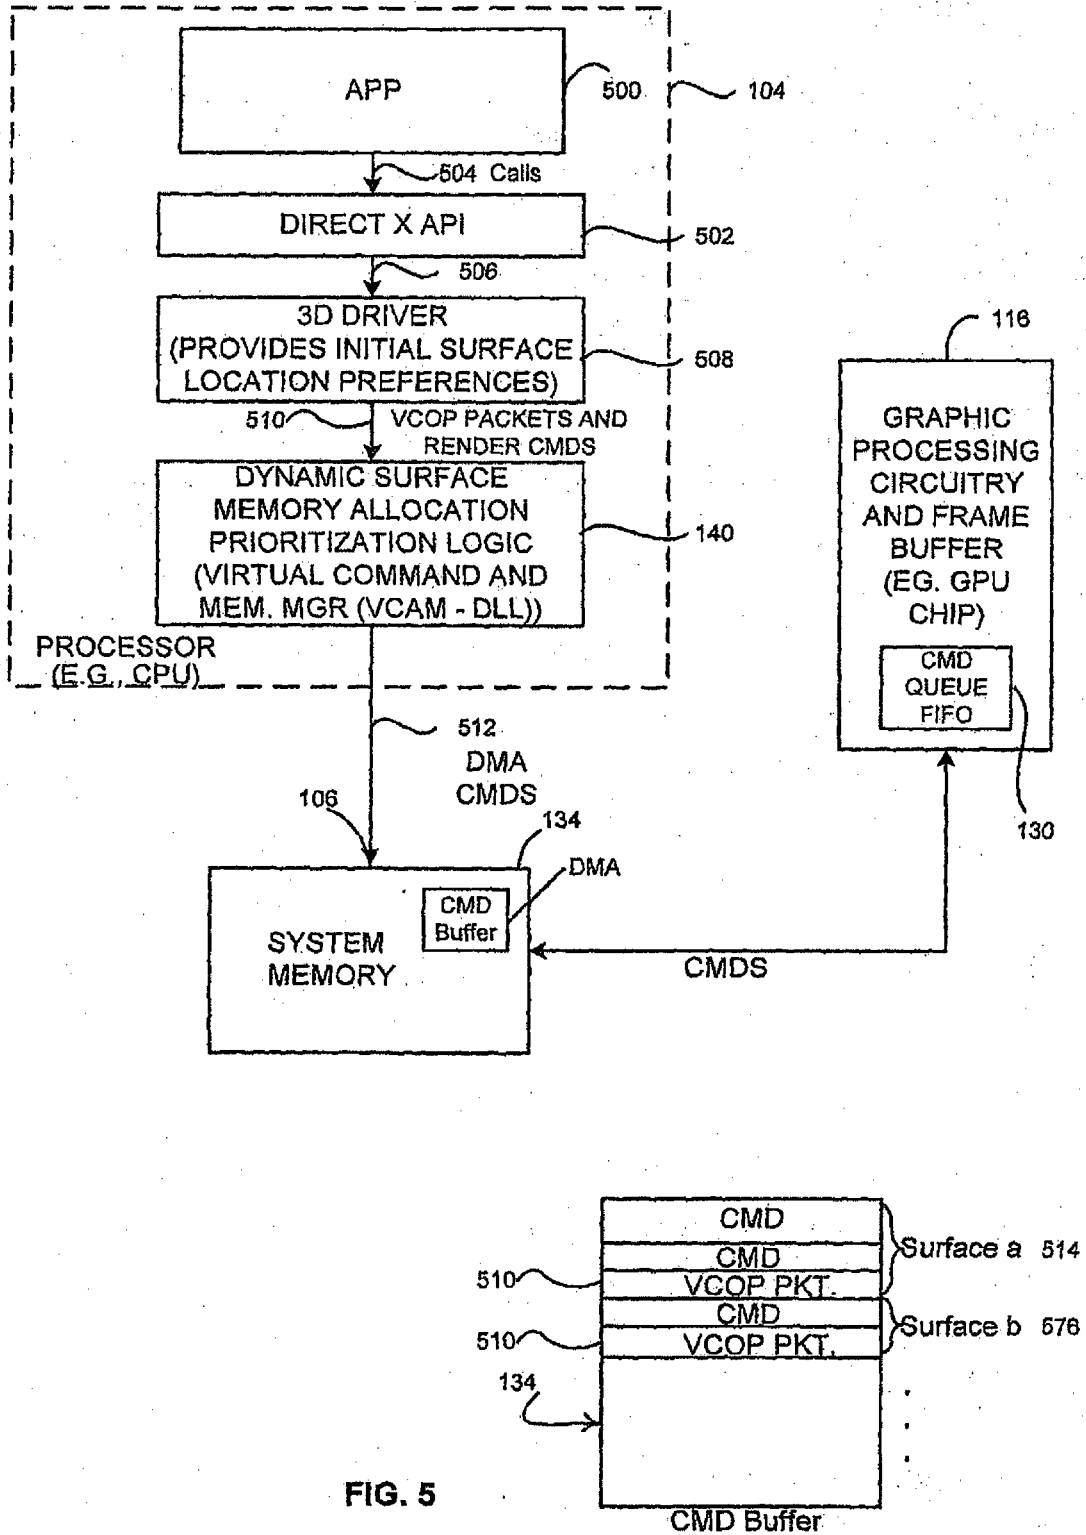 APP
500
104
504 Calls
DIRECT X API
502
506
3D DRIVER
(PROVIDES INITIAL SURFACE
LOCATION PREFERENCES)
508
510
VCOP PACKETS AND
RENDER CMDS
DYNAMIC SURFACE
MEMORY ALLOCATION
PRIORITIZATION LOGIC
(VIRTUAL COMMAND AND
MEM. MGR (VCAM - DLL))
140
PROCESSOR
(E.G., CPU)
116
GRAPHIC
PROCESSING
CIRCUITRY
AND FRAME
BUFFER
(EG. GPU
CHIP)
CMD
QUEUE
FIFO
130
512
DMA
CMDS
106
134
DMA
CMD
Buffer
SYSTEM
MEMORY
CMDS
CMD
CMD
Surface a 514
510
VCOP PKT.
CMD
Surface b 576
510
VCOP PKT.
134
FIG. 5
CMD Buffer